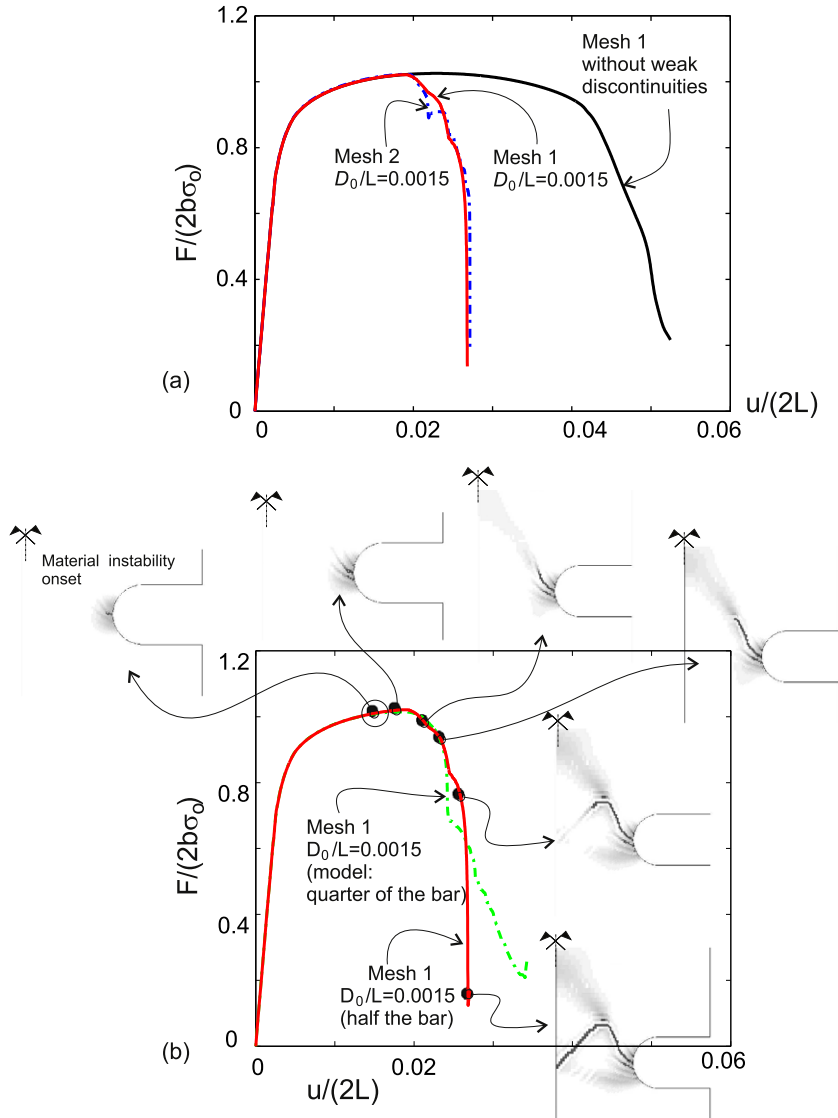 1.2
Mesh 1
without weak
discontinuities
0.8
Mesh 2
D₀/L=0.0015
Mesh 1
D₀/L=0.0015
F/(2bσ₀)
0.4
(a)
0
0
0.02
0.04
0.06
u/(2L)
Material instability
onset
1.2
0.8
Mesh 1
D₀/L=0.0015
(model:
quarter of the bar)
F/(2bσ₀)
0.4
Mesh 1
D₀/L=0.0015
(half the bar)
(b)
0
0
0.02
0.06
u/(2L)